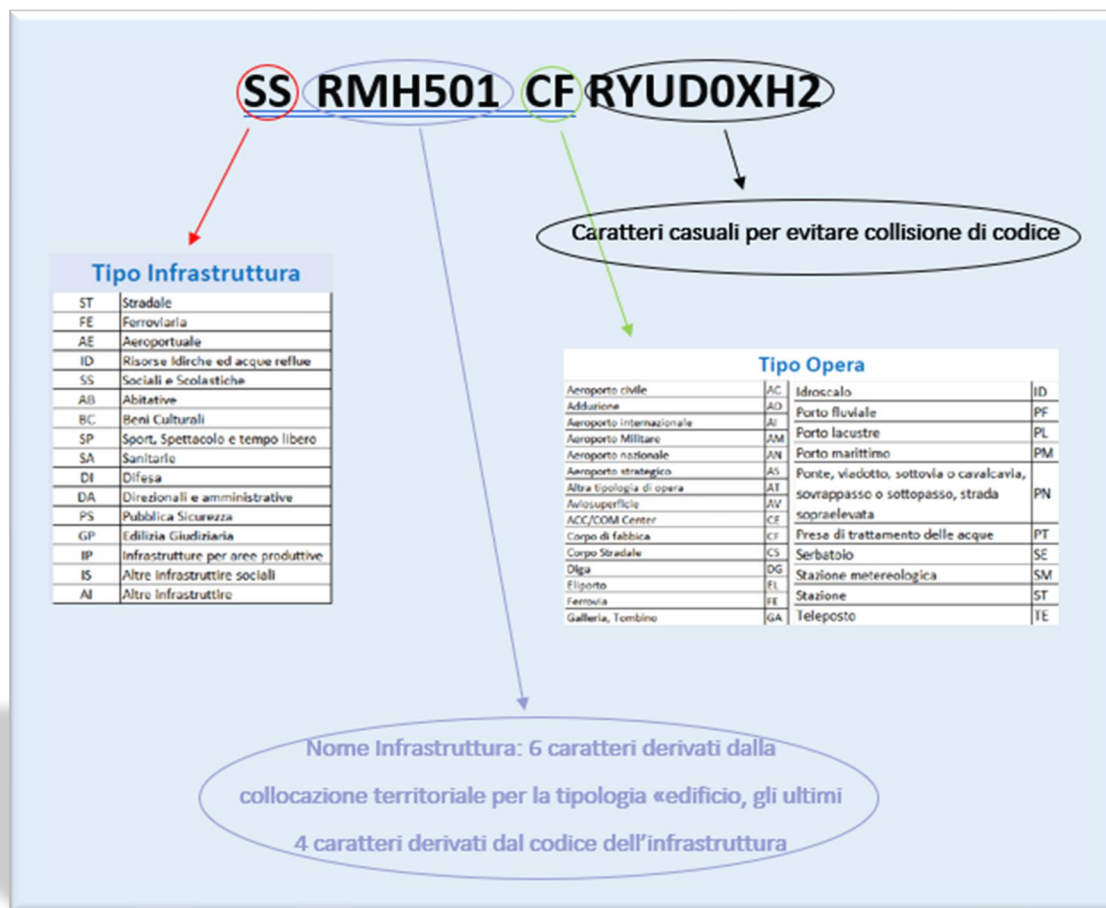 SS RMH501 CF RYUD0XH2
Caratteri casuali per evitare collisione di codice
Tipo Infrastruttura
ST Stradale
FE Ferroviaria
AE Aeroportuale
ID Risorse Idirche ed acque reflue
SS Sociali e Scolastiche
AB Abitative
BC Beni Culturali
SP Sport, Spettacolo e tempo libero
SA Sanitarie
DI Difesa
DA Direzionali e amministrative
PS Pubblica Sicurezza
GP Edilizia Giudiziaria
IP Infrastrutture per aree produttive
IS Altre infrastruttire sociali
AI Altre infrastruttire
Tipo Opera
Aeroporto civile AC
Adduzione AD
Aeroporto internazionale AI
Aeroporto Militare AM
Aeroporto nazionale AN
Aeroporto strategico AS
Altra tipologia di opera AT
Aviosuperficie AV
ACC/COM Center CE
Corpo di fabbica CF
Corpo Stradale CS
Diga DG
Eliporto EL
Ferrovia FE
Galleria, Tombino GA
Idroscalo ID
Porto fluviale PF
Porto lacustre PL
Porto marittimo PM
Ponte, viadotto, sottovia o cavalcavia,
sovrappasso o sottopasso, strada PN
sopraelevata
Presa di trattamento delle acque PT
Serbatoio SE
Stazione metereologica SM
Stazione ST
Teleposto TE
Nome Infrastruttura: 6 caratteri derivati dalla
collocazione territoriale per la tipologia «edificio, gli ultimi
4 caratteri derivati dal codice dell'infrastruttura